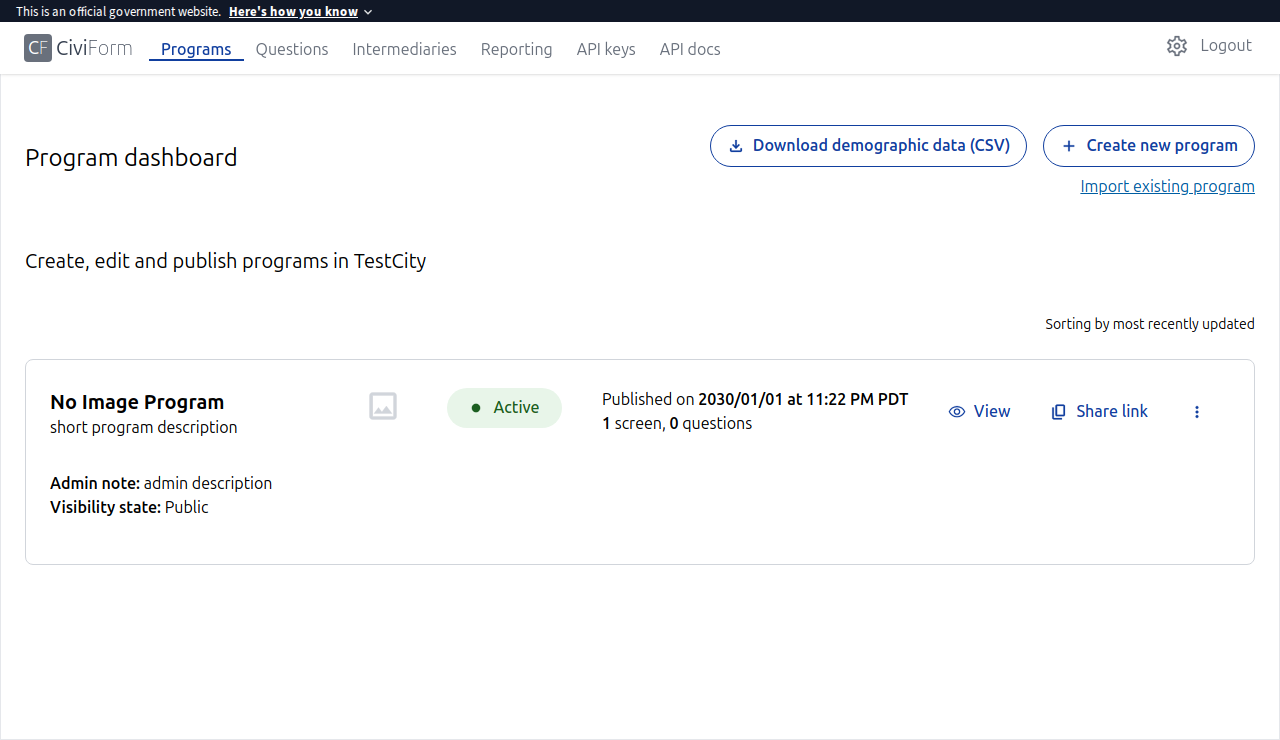 This is an official government website. Here's how you know
CF CiviForm Programs Questions Intermediaries Reporting API keys API docs Logout
Program dashboard
Download demographic data (CSV)
Create new program
Import existing program
Create, edit and publish programs in TestCity
Sorting by most recently updated
No Image Program
short program description
Active
Published on 2030/01/01 at 11:22 PM PDT
1 screen, 0 questions
View
Share link
Admin note: admin description
Visibility state: Public